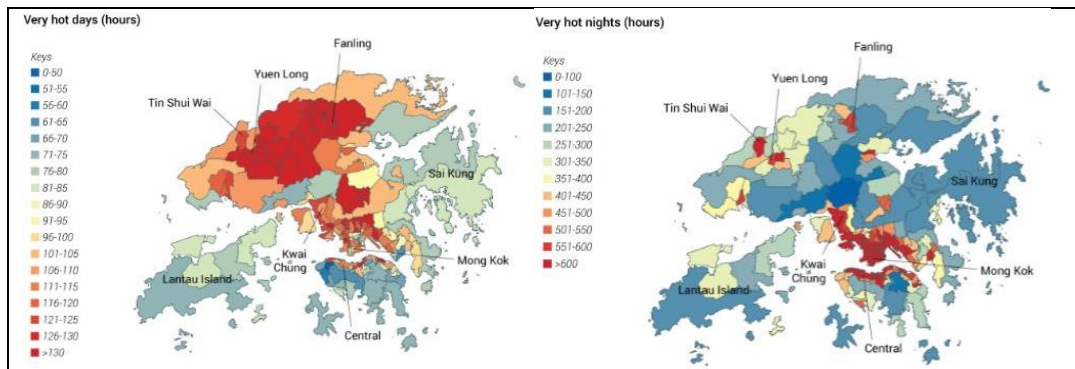 Very hot days (hours)
Keys
0-50
51-55
56-60
61-65
66-70
71-75
76-80
81-85
86-90
91-95
96-100
101-105
106-110
111-115
116-120
121-125
126-130
>130
Fanling
Yuen Long
Tin Shui Wai
Sai Kung
Kwai
Chung
Mong Kok
Lantau Island
Central
Very hot nights (hours)
Keys
0-100
101-150
151-200
201-250
251-300
301-350
351-400
401-450
451-500
501-550
551-600
>600
Fanling
Yuen Long
Tin Shui Wai
Sai Kung
Kwai
Chung
Mong Kok
Lantau Island
Central